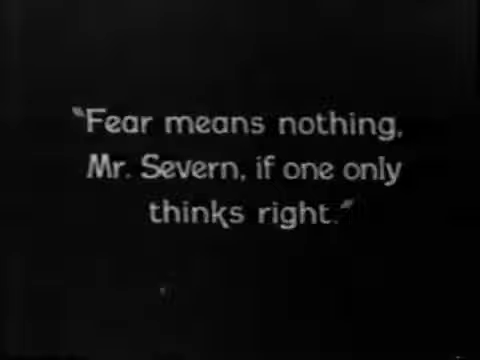 "Fear means nothing,
Mr. Severn, if one only
thinks right."